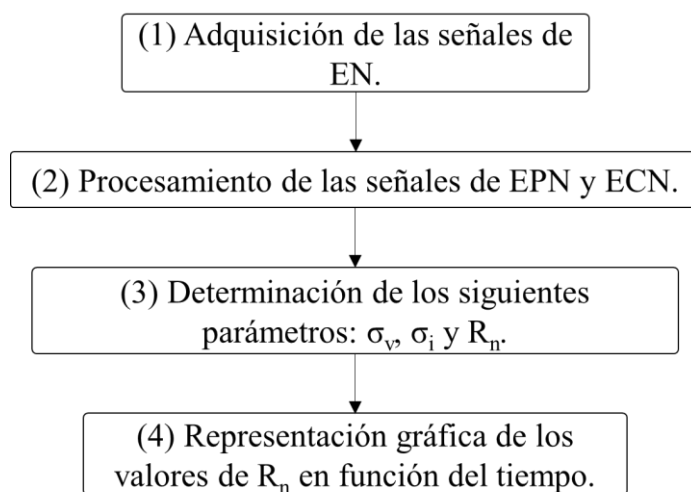 (1) Adquisición de las señales de
EN.
(2) Procesamiento de las señales de EPN y ECN.
(3) Determinación de los siguientes
parámetros: σᵥ, σᵢ y Rₙ.
(4) Representación gráfica de los
valores de Rₙ en función del tiempo.